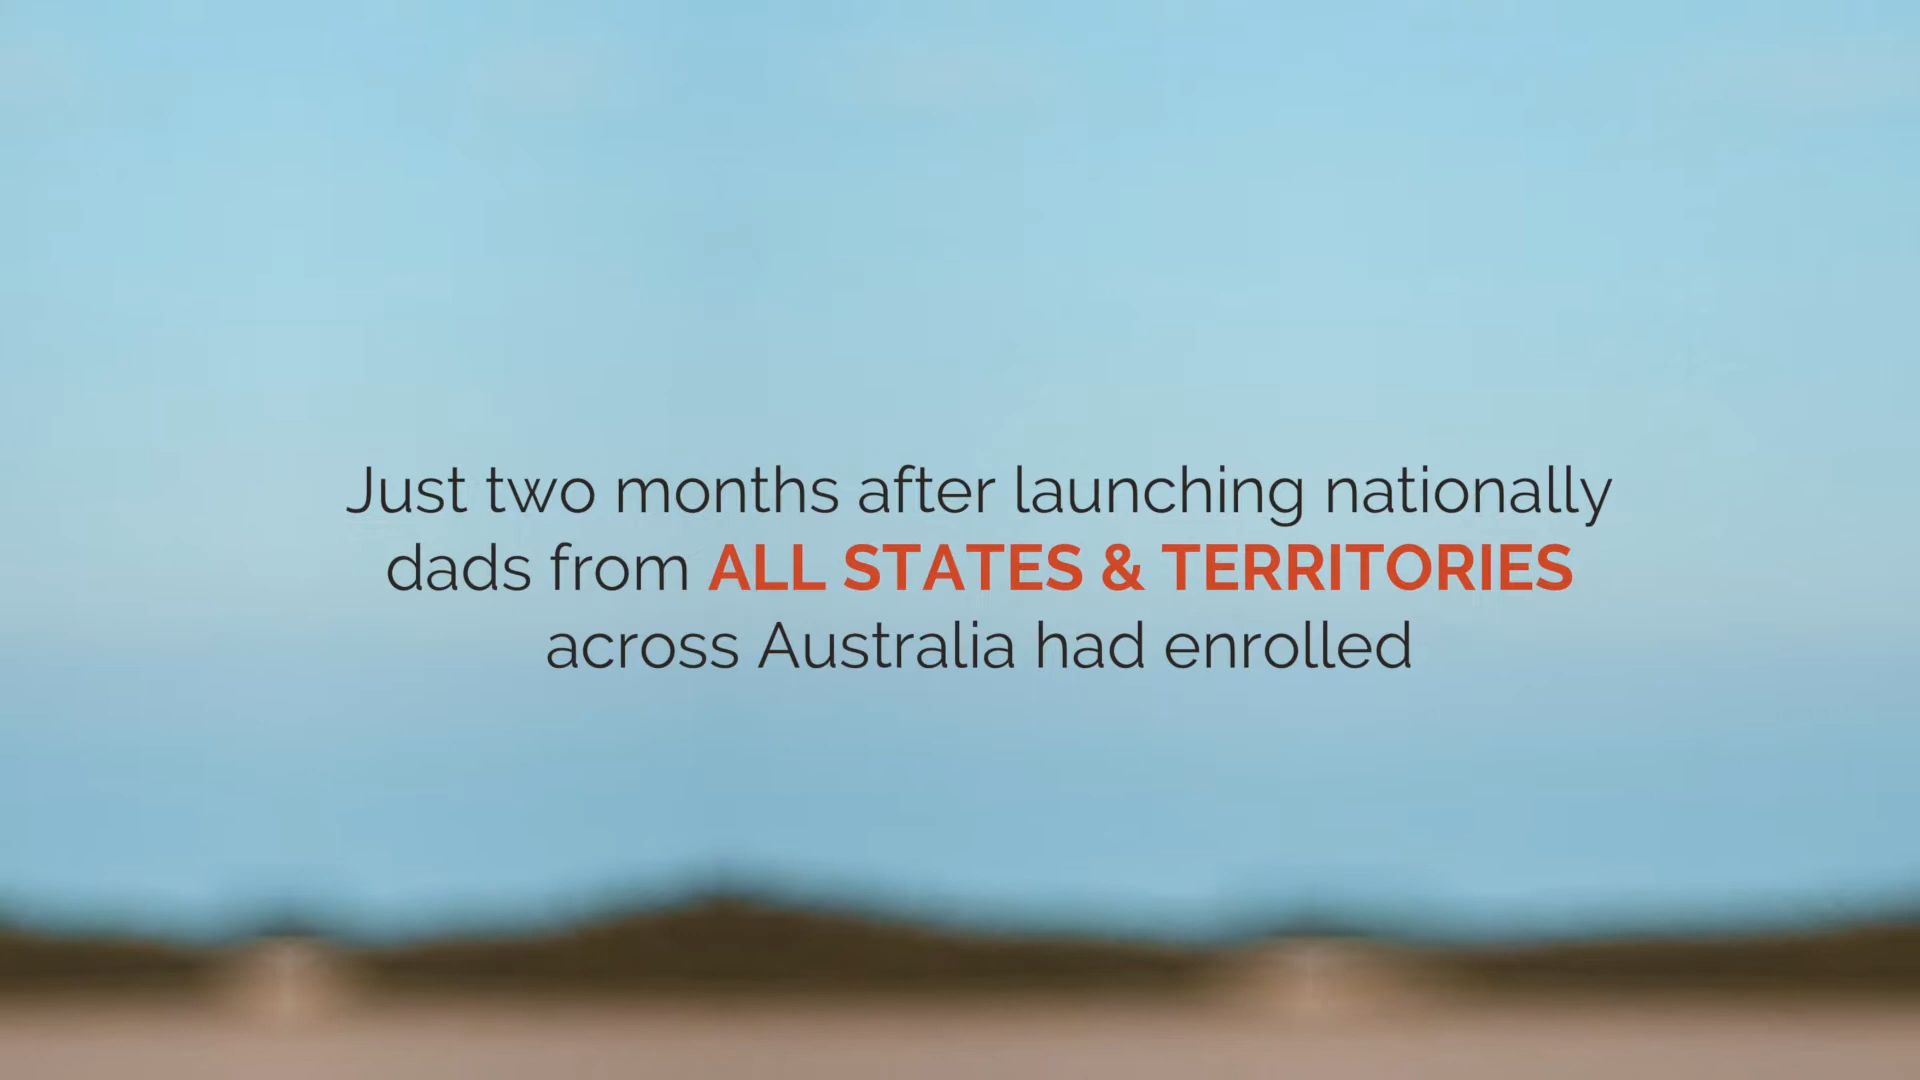 Just two months after launching nationally
dads from ALL STATES & TERRITORIES
across Australia had enrolled